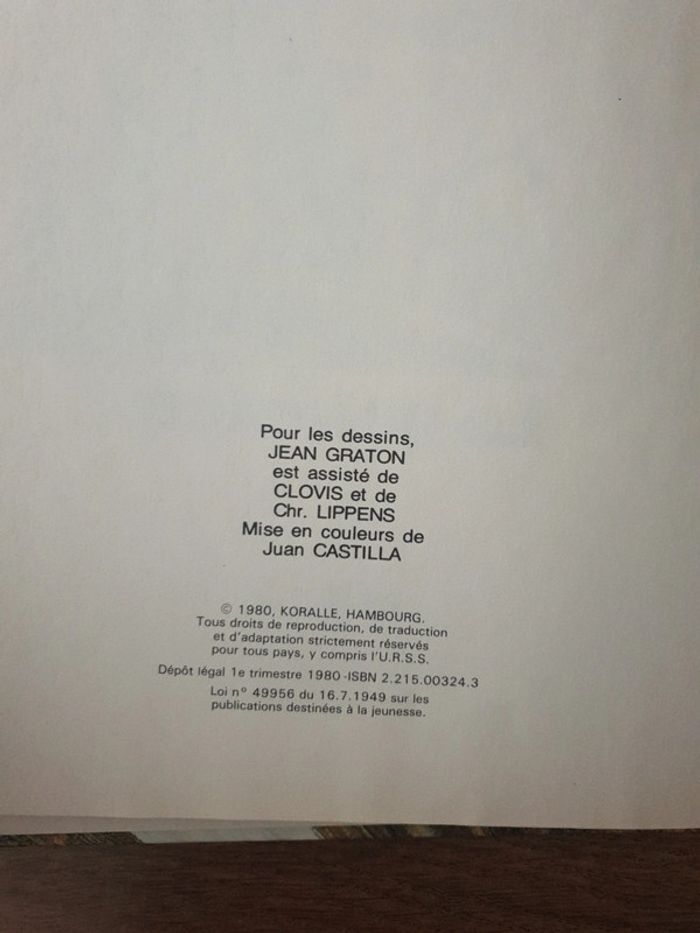 Pour les dessins,
JEAN GRATON
est assisté de
CLOVIS et de
Chr. LIPPENS
Mise en couleurs de
Juan CASTILLA
© 1980, KORALLE, HAMBOURG.
Tous droits de reproduction, de traduction
et d'adaptation strictement réservés
pour tous pays, y compris l'U.R.S.S.
Dépôt légal 1e trimestre 1980 - ISBN 2.215.00324.3
Loi nº 49956 du 16.7.1949 sur les
publications destinées à la jeunesse.